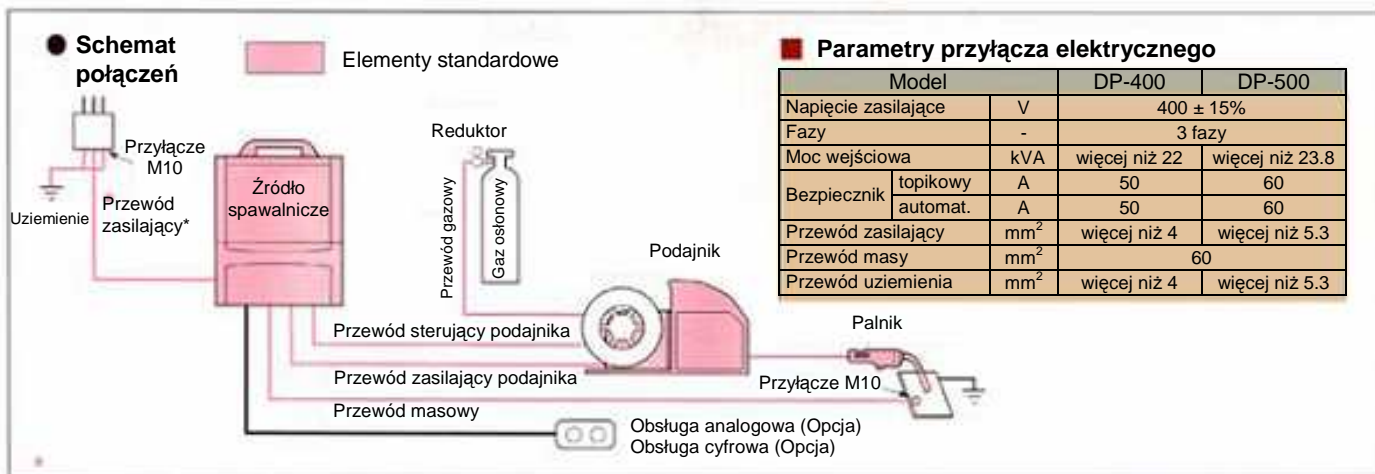 Schemat
połączeń
Elementy standardowe
Przyłącze
M10
Uziemienie
Przewód
zasilający*
Źródło
spawalnicze
Reduktor
Przewód gazowy
Gaz osłonowy
Podajnik
Przewód sterujący podajnika
Przewód zasilający podajnika
Przewód masowy
Palnik
Przyłącze M10
Obsługa analogowa (Opcja)
Obsługa cyfrowa (Opcja)
Parametry przyłącza elektrycznego
Model DP-400 DP-500
Napięcie zasilające V 400 ± 15%
Fazy - 3 fazy
Moc wejściowa kVA więcej niż 22 więcej niż 23.8
Bezpiecznik topikowy A 50 60
automat. A 50 60
Przewód zasilający mm² więcej niż 4 więcej niż 5.3
Przewód masy mm² 60
Przewód uziemienia mm² więcej niż 4 więcej niż 5.3